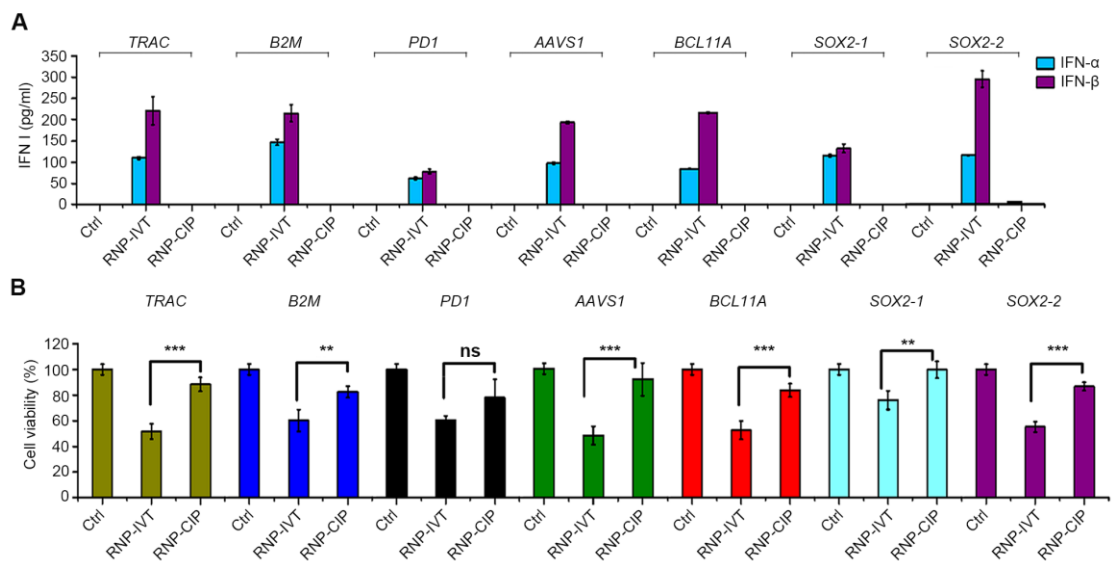 A
TRAC B2M PD1 AAVS1 BCL11A SOX2-1 SOX2-2
IFN-α
IFN-β
IFN I (pg/ml)
350
300
250
200
150
100
50
0
Ctrl RNP-IVT RNP-CIP Ctrl RNP-IVT RNP-CIP Ctrl RNP-IVT RNP-CIP Ctrl RNP-IVT RNP-CIP Ctrl RNP-IVT RNP-CIP Ctrl RNP-IVT RNP-CIP Ctrl RNP-IVT RNP-CIP
B
TRAC B2M PD1 AAVS1 BCL11A SOX2-1 SOX2-2
Cell viability (%)
120
100
80
60
40
20
0
*** ** ns *** *** ** ***
Ctrl RNP-IVT RNP-CIP Ctrl RNP-IVT RNP-CIP Ctrl RNP-IVT RNP-CIP Ctrl RNP-IVT RNP-CIP Ctrl RNP-IVT RNP-CIP Ctrl RNP-IVT RNP-CIP Ctrl RNP-IVT RNP-CIP